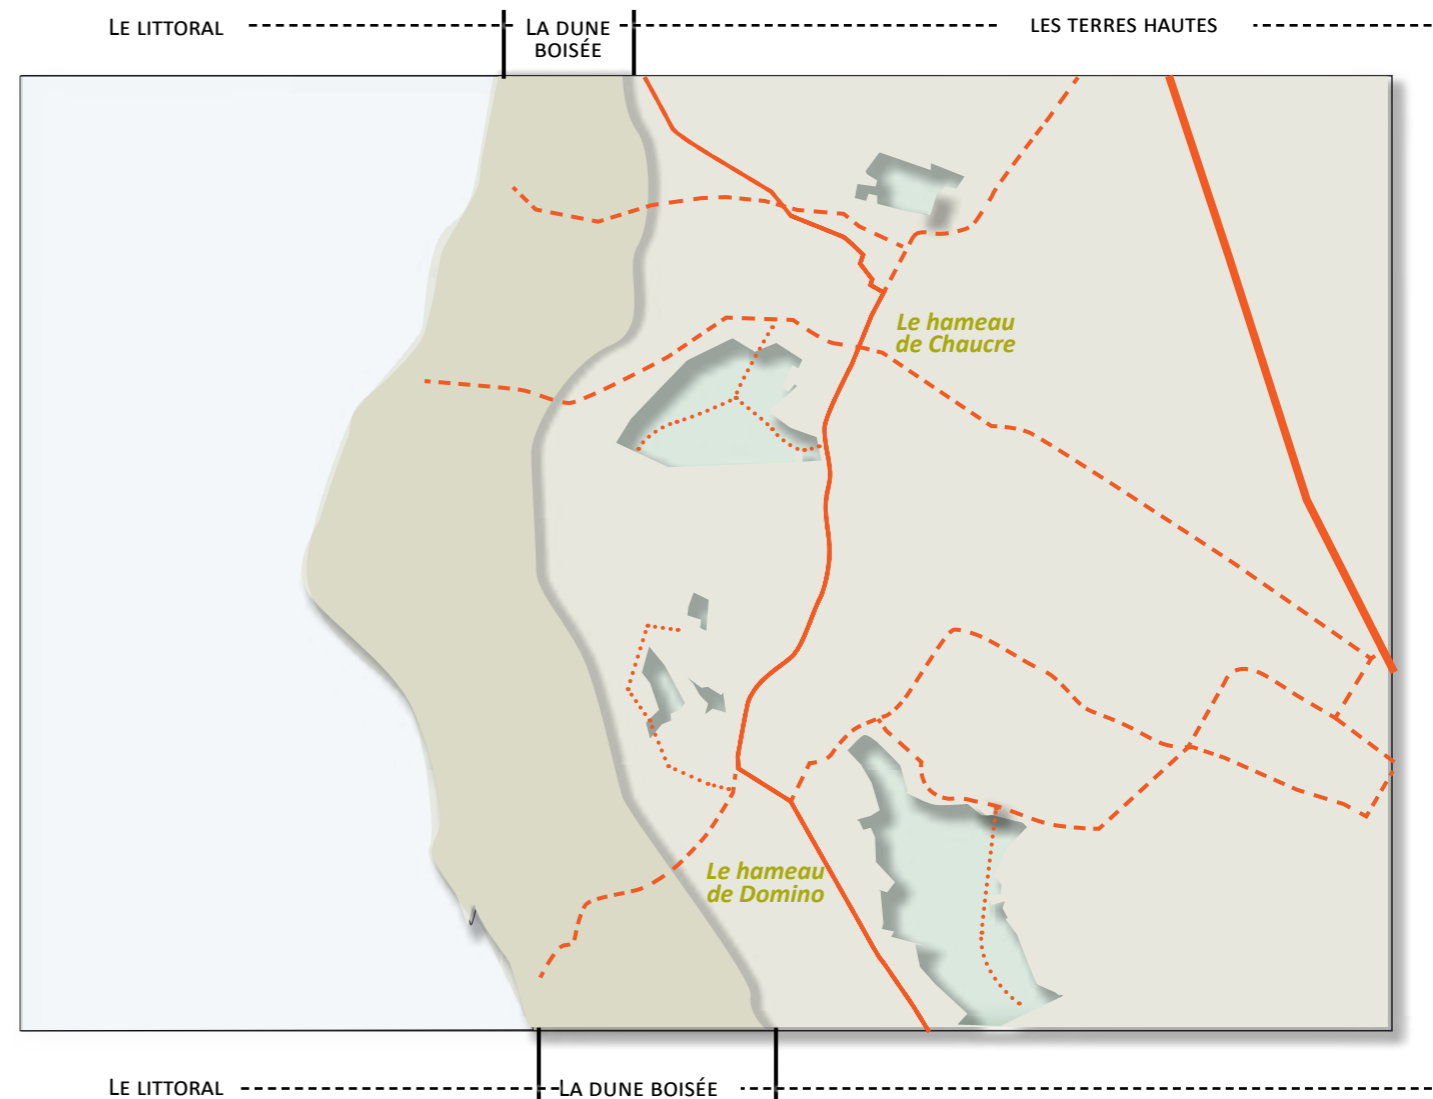 LE LITTORAL
LA DUNE
BOISÉE
LES TERRES HAUTES
Le hameau
de Chaucre
Le hameau
de Domino
LE LITTORAL
LA DUNE BOISÉE